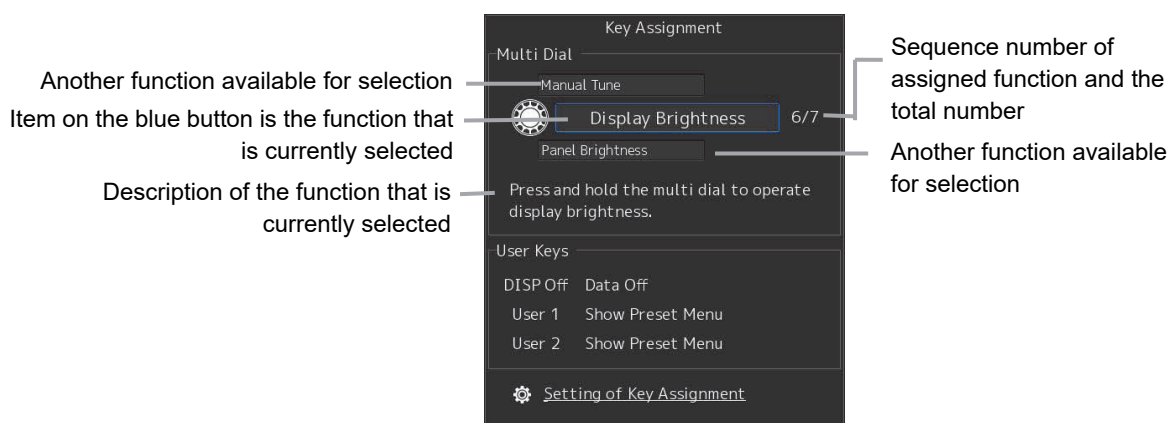 Key Assignment
Multi Dial
Manual Tune
Display Brightness 6/7
Panel Brightness
Press and hold the multi dial to operate
display brightness.
User Keys
DISP Off Data Off
User 1 Show Preset Menu
User 2 Show Preset Menu
Setting of Key Assignment
Another function available for selection
Item on the blue button is the function that
is currently selected
Description of the function that is
currently selected
Sequence number of
assigned function and the
total number
Another function available
for selection